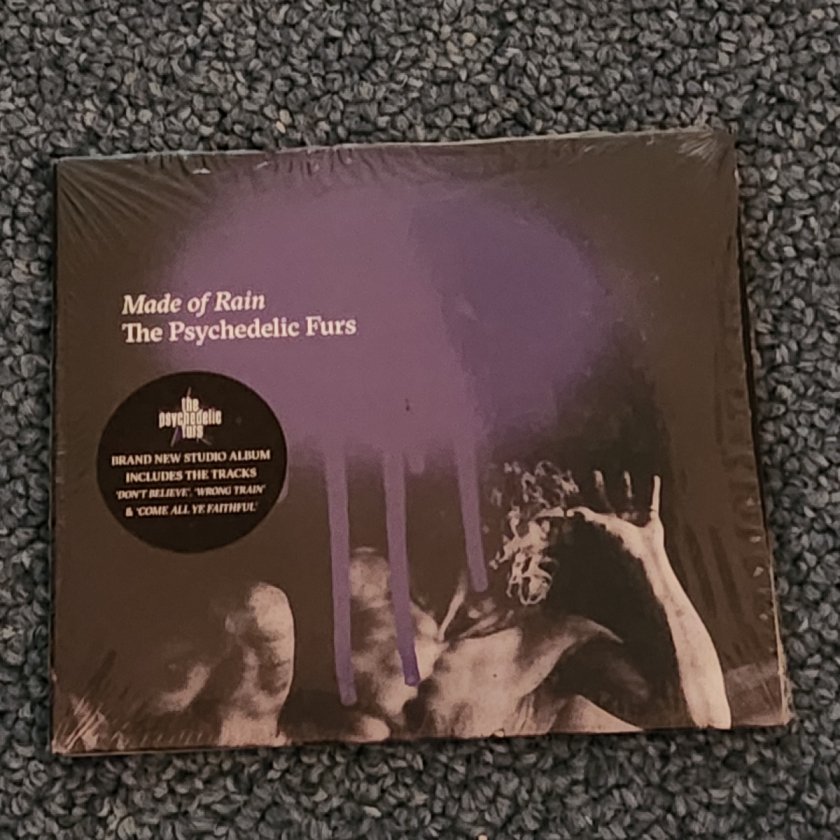 Made of Rain
The Psychedelic Furs
the
psychedelic
furs
BRAND NEW STUDIO ALBUM
INCLUDES THE TRACKS
'DON'T BELIEVE', 'WRONG TRAIN'
& 'COME ALL YE FAITHFUL'